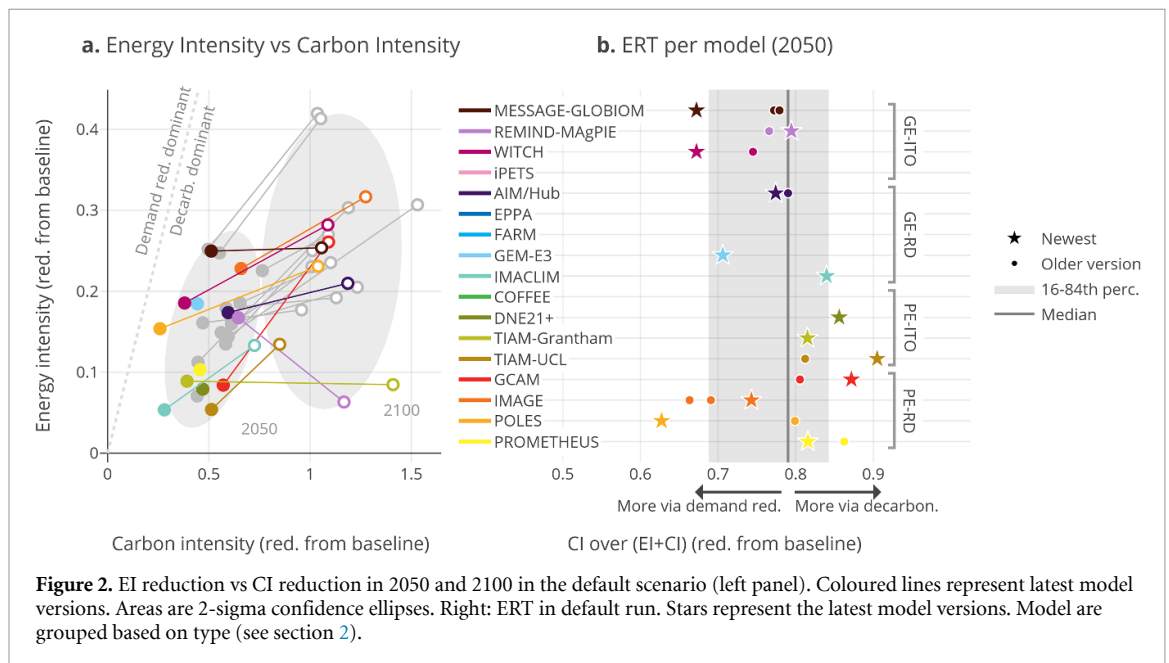 a. Energy Intensity vs Carbon Intensity
Energy intensity (red. from baseline)
0.4
0.3
0.2
0.1
0
0
0.5
1
1.5
Demand red. dominant
Decarb. dominant
2050
2100
Carbon intensity (red. from baseline)
b. ERT per model (2050)
MESSAGE-GLOBIOM
REMIND-MAgPIE
WITCH
iPETS
AIM/Hub
EPPA
FARM
GEM-E3
IMACLIM
COFFEE
DNE21+
TIAM-Grantham
TIAM-UCL
GCAM
IMAGE
POLES
PROMETHEUS
GE-ITO
GE-RD
PE-ITO
PE-RD
0.5
0.6
0.7
0.8
0.9
More via demand red.
More via decarbon.
CI over (EI+CI) (red. from baseline)
Newest
Older version
16-84th perc.
Median
Figure 2. EI reduction vs CI reduction in 2050 and 2100 in the default scenario (left panel). Coloured lines represent latest model
versions. Areas are 2-sigma confidence ellipses. Right: ERT in default run. Stars represent the latest model versions. Model are
grouped based on type (see section 2).